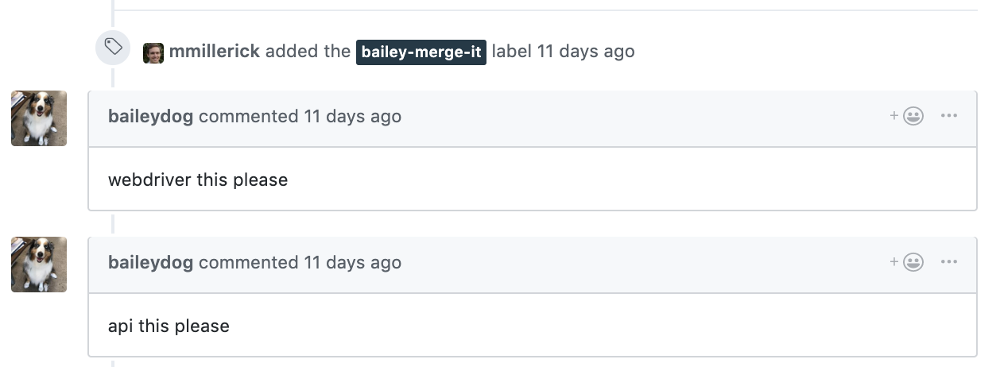 mmillerick added the bailey-merge-it label 11 days ago
baileydog commented 11 days ago
webdriver this please
baileydog commented 11 days ago
api this please